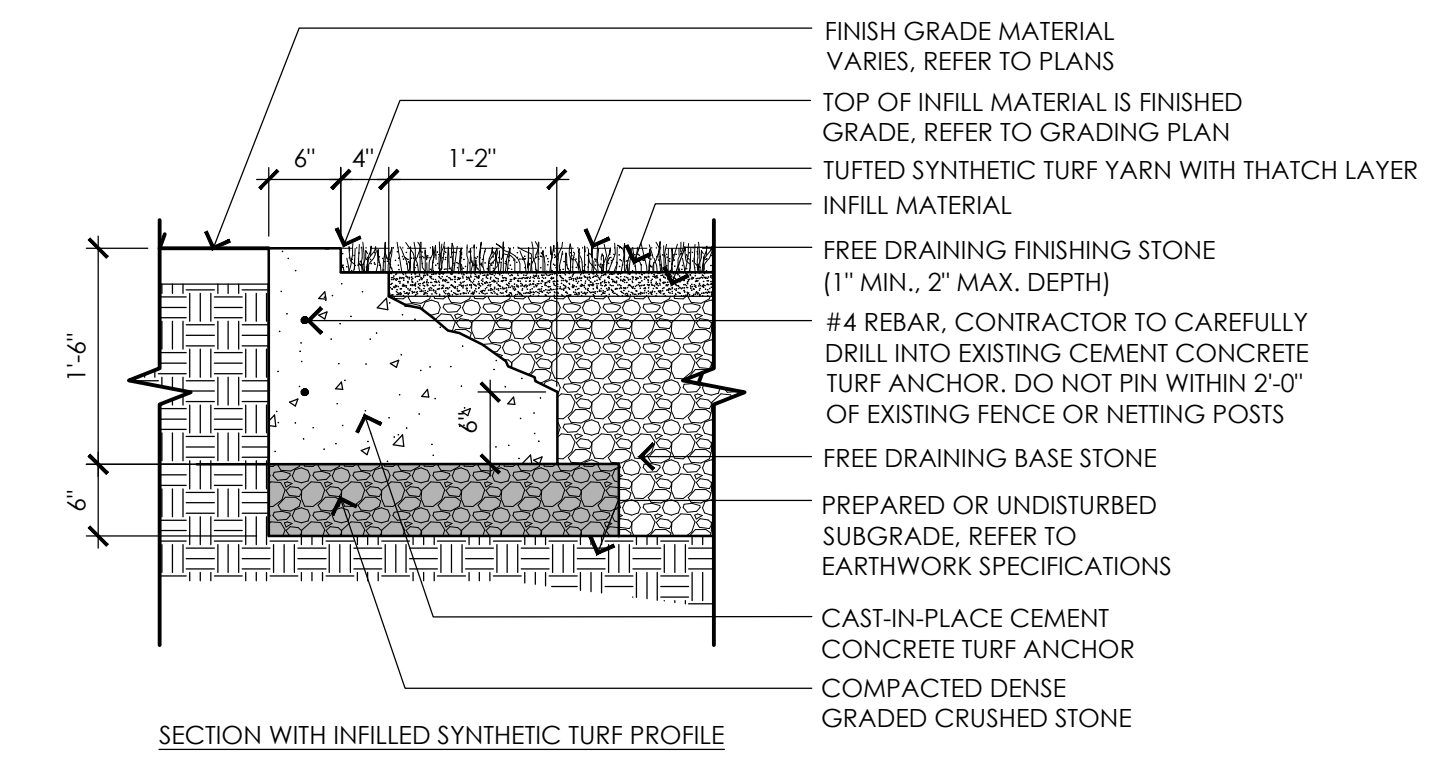 FINISH GRADE MATERIAL
VARIES, REFER TO PLANS
TOP OF INFILL MATERIAL IS FINISHED
GRADE, REFER TO GRADING PLAN
6" 4" 1'-2"
TUFTED SYNTHETIC TURF YARN WITH THATCH LAYER
INFILL MATERIAL
FREE DRAINING FINISHING STONE
(1" MIN., 2" MAX. DEPTH)
#4 REBAR, CONTRACTOR TO CAREFULLY
DRILL INTO EXISTING CEMENT CONCRETE
TURF ANCHOR. DO NOT PIN WITHIN 2'-0"
OF EXISTING FENCE OR NETTING POSTS
1'-6"
6"
FREE DRAINING BASE STONE
6"
PREPARED OR UNDISTURBED
SUBGRADE, REFER TO
EARTHWORK SPECIFICATIONS
CAST-IN-PLACE CEMENT
CONCRETE TURF ANCHOR
COMPACTED DENSE
GRADED CRUSHED STONE
SECTION WITH INFILLED SYNTHETIC TURF PROFILE